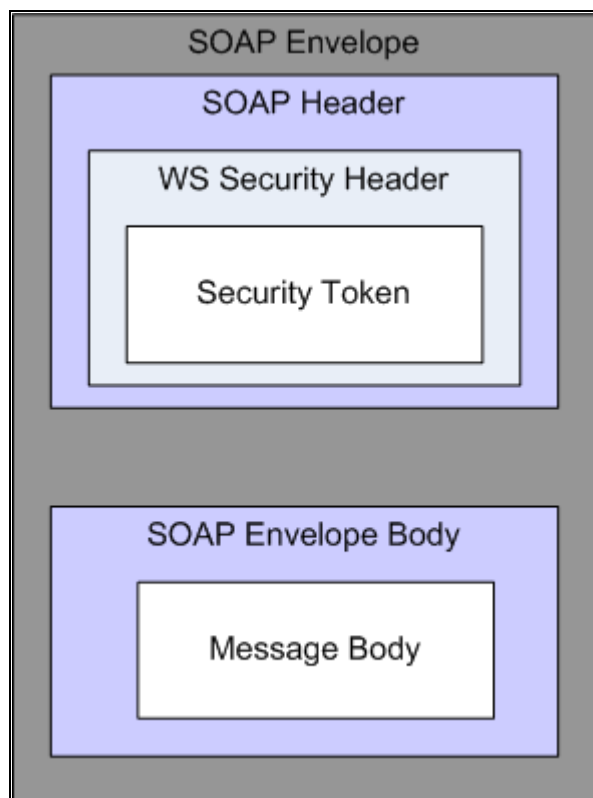 SOAP Envelope
SOAP Header
WS Security Header
Security Token
SOAP Envelope Body
Message Body